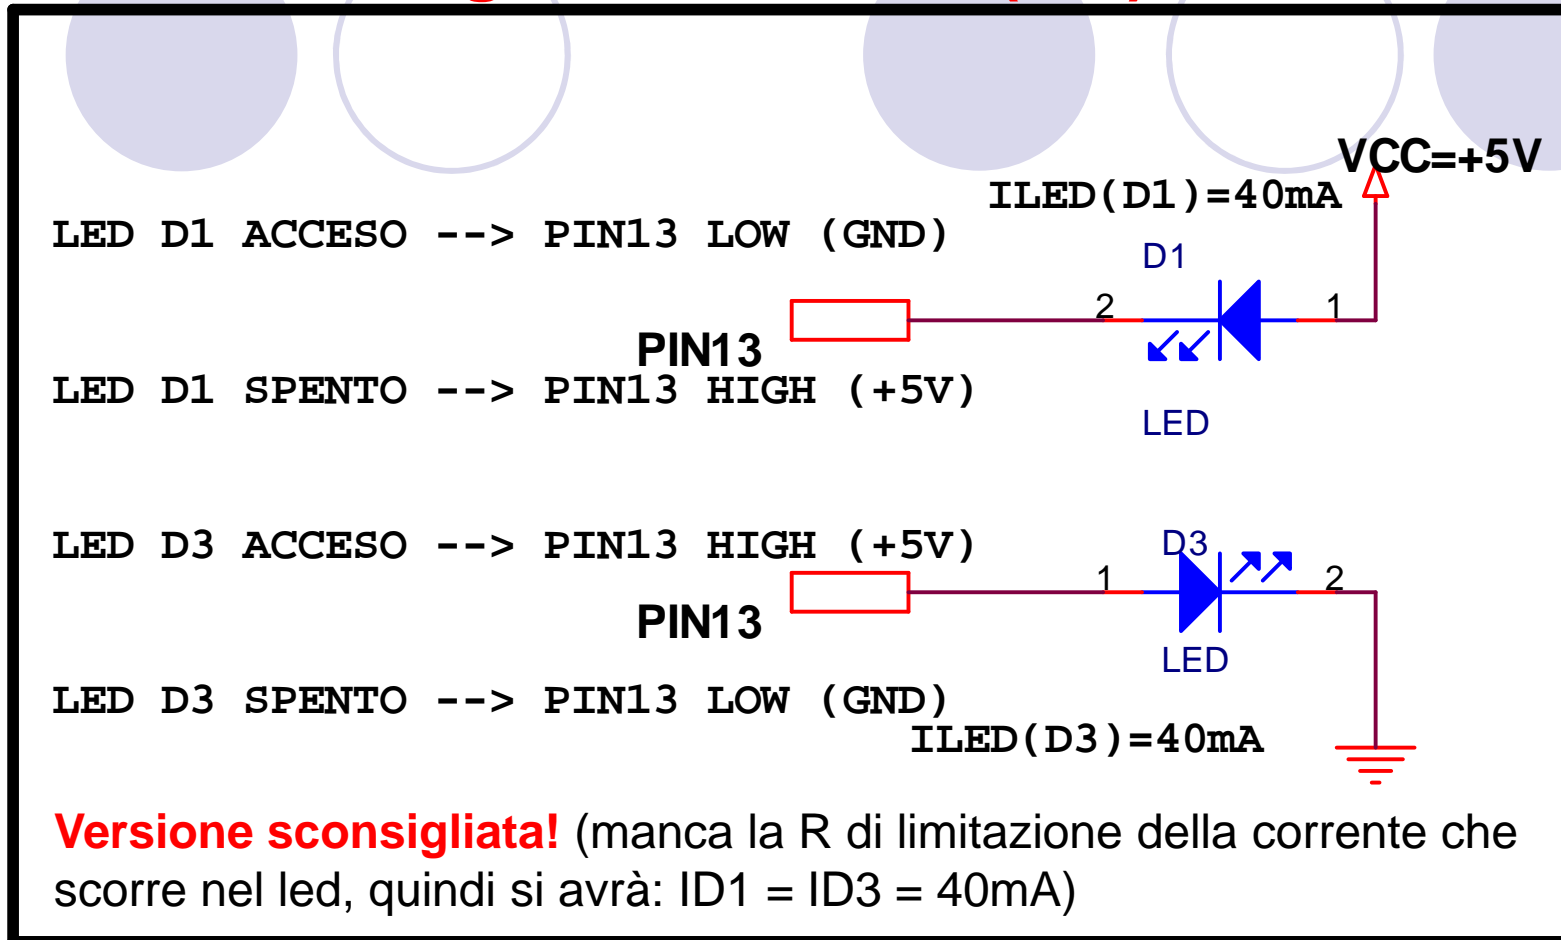 VCC=+5V
ILED(D1)=40mA
LED D1 ACCESO --> PIN13 LOW (GND)
D1
2
1
PIN13
LED D1 SPENTO --> PIN13 HIGH (+5V)
LED
LED D3 ACCESO --> PIN13 HIGH (+5V)
D3
1
2
PIN13
LED
LED D3 SPENTO --> PIN13 LOW (GND)
ILED(D3)=40mA
Versione sconsigliata! (manca la R di limitazione della corrente che
scorre nel led, quindi si avrà: ID1 = ID3 = 40mA)